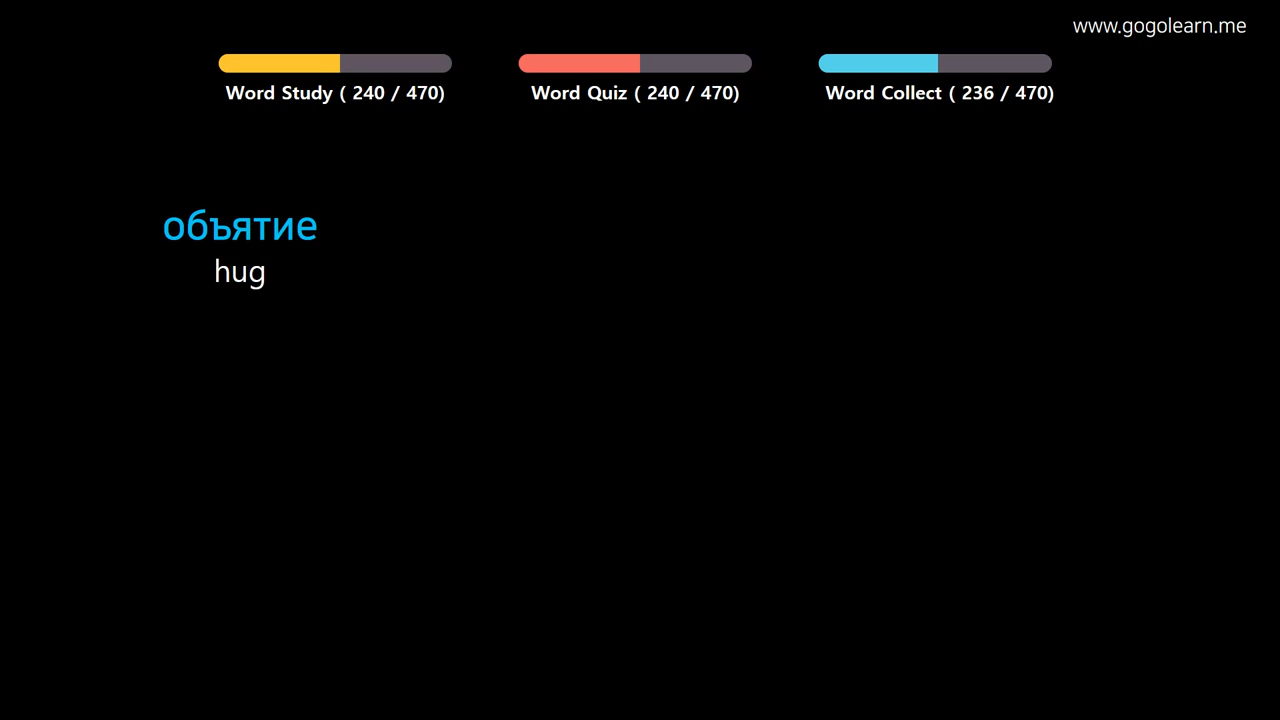 www.gogolearn.me
Word Study ( 240 / 470)
Word Quiz ( 240 / 470)
Word Collect ( 236 / 470)
объятие
hug